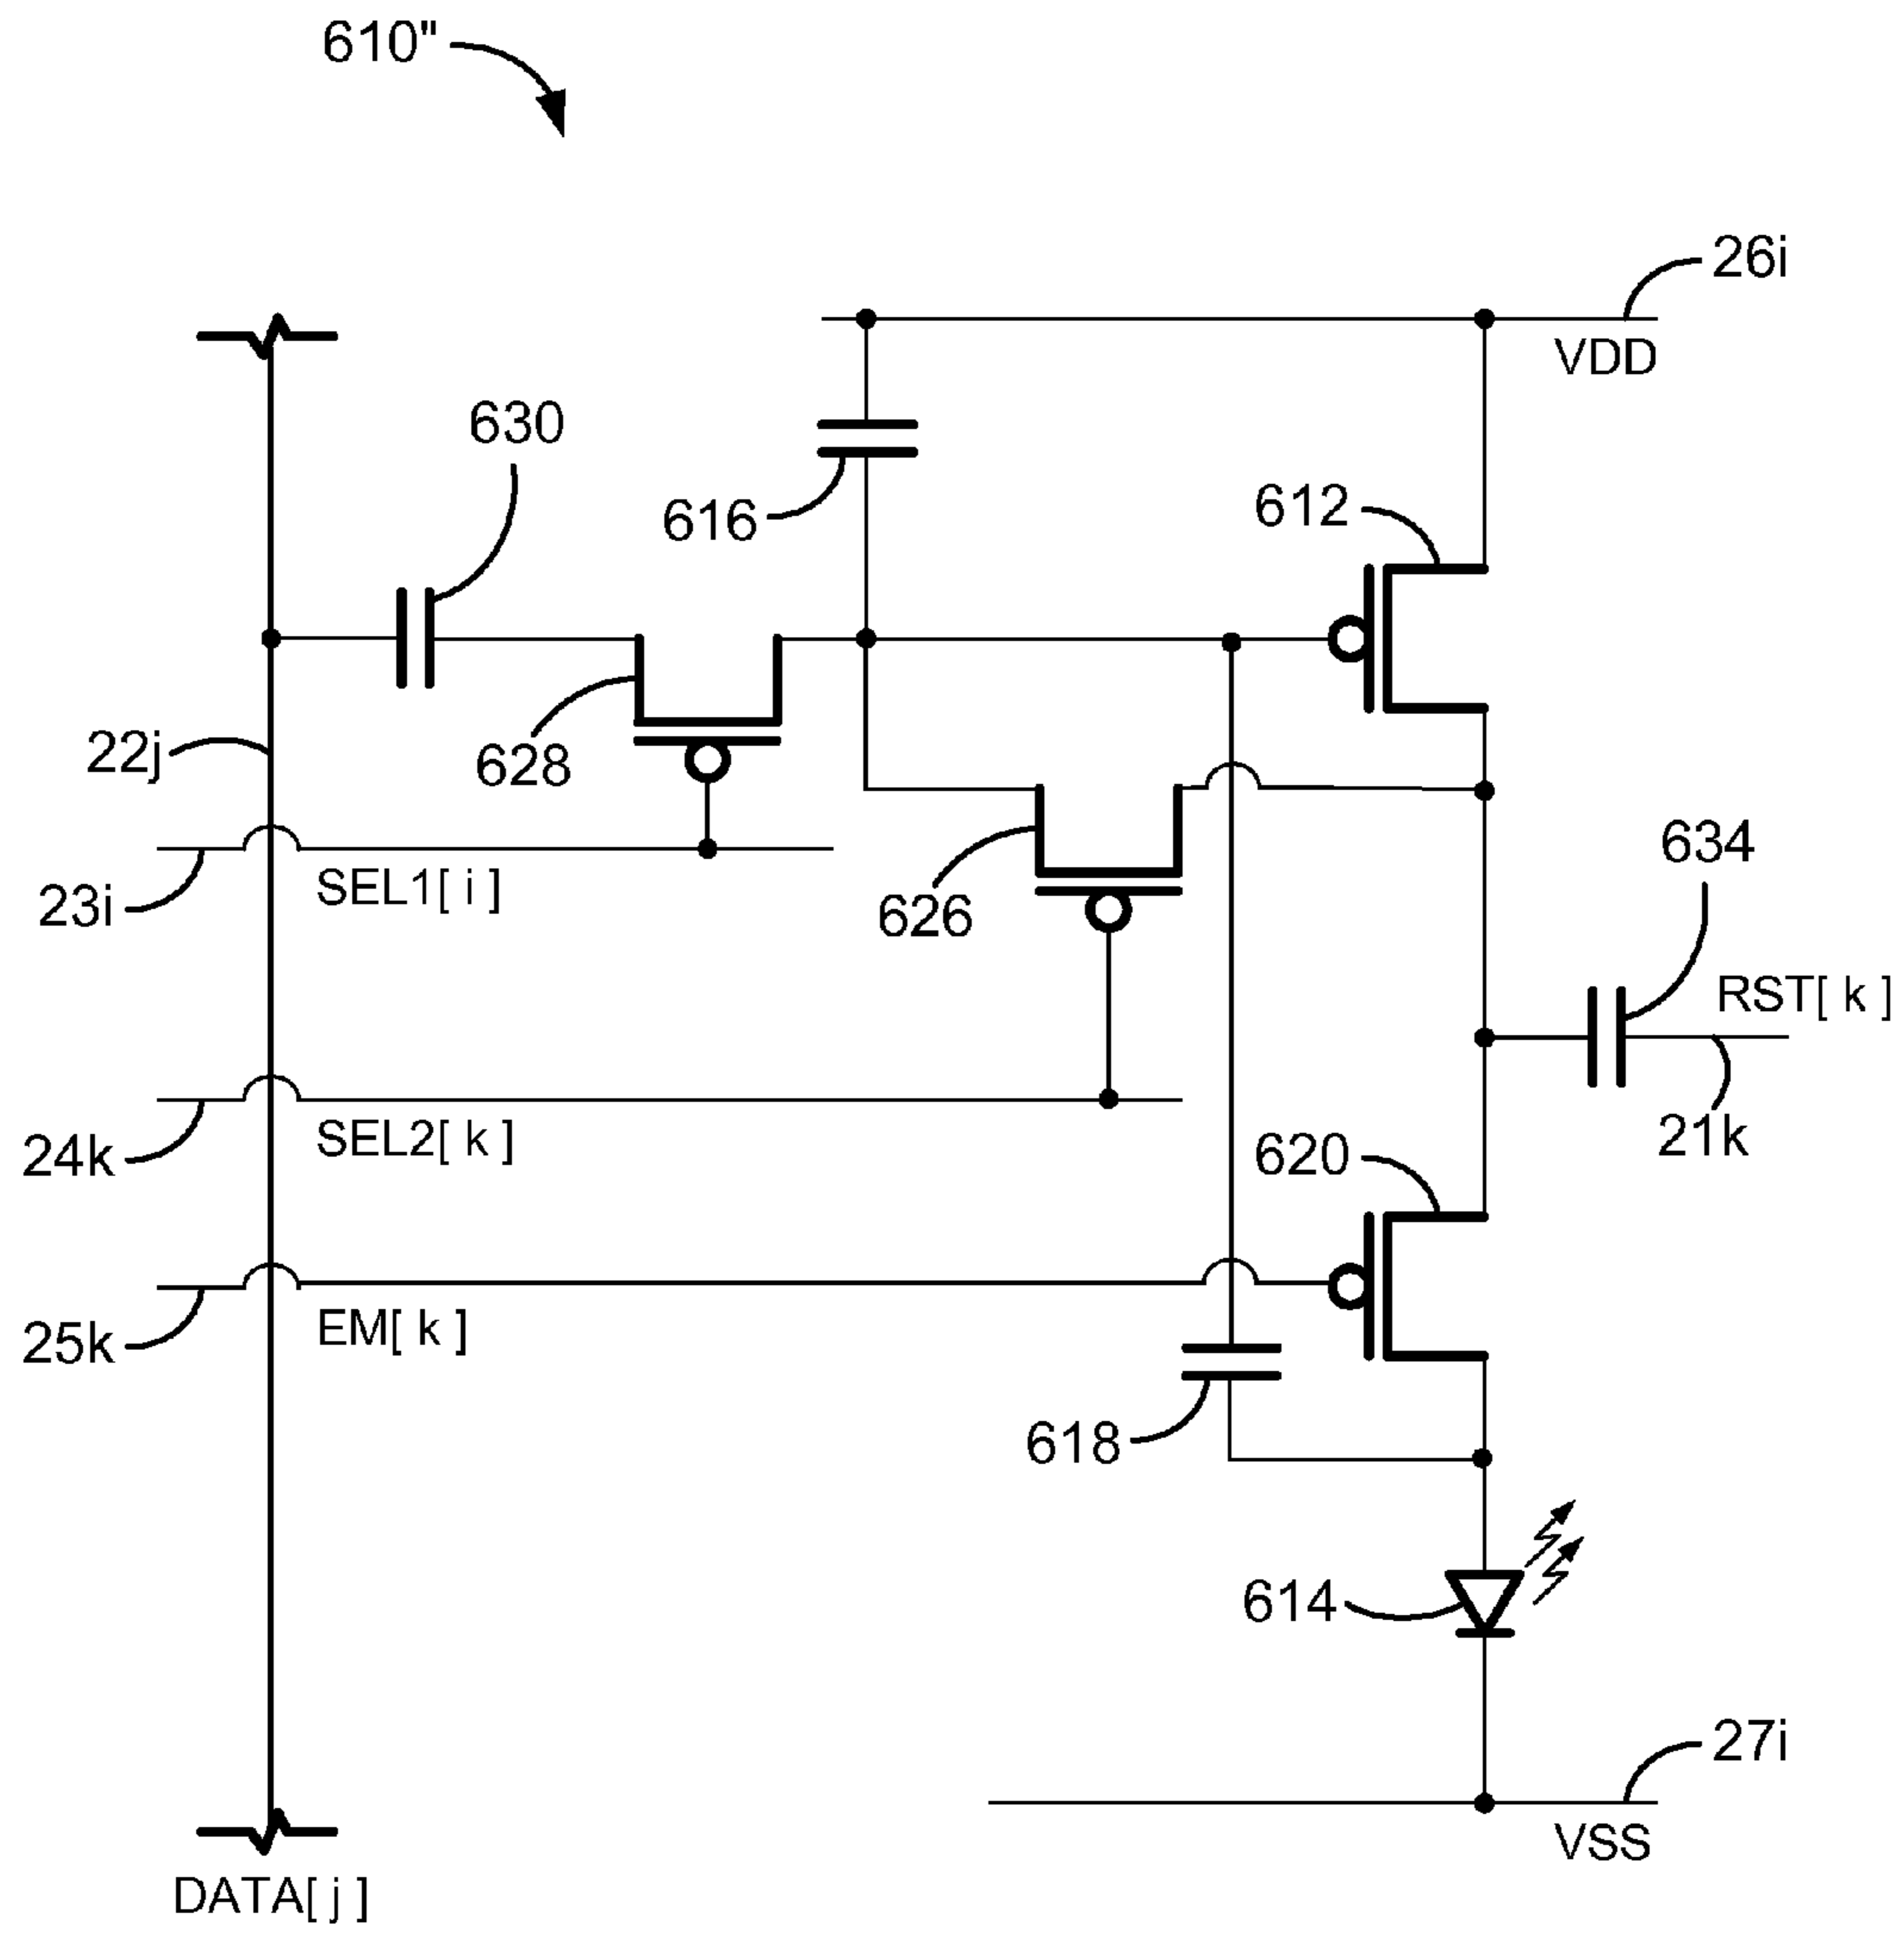 610"
26i
VDD
630
616
612
22j
628
634
23i
SEL1[ i ]
626
RST[ k ]
24k
SEL2[ k ]
620
21k
25k
EM[ k ]
618
614
27i
VSS
DATA[ j ]